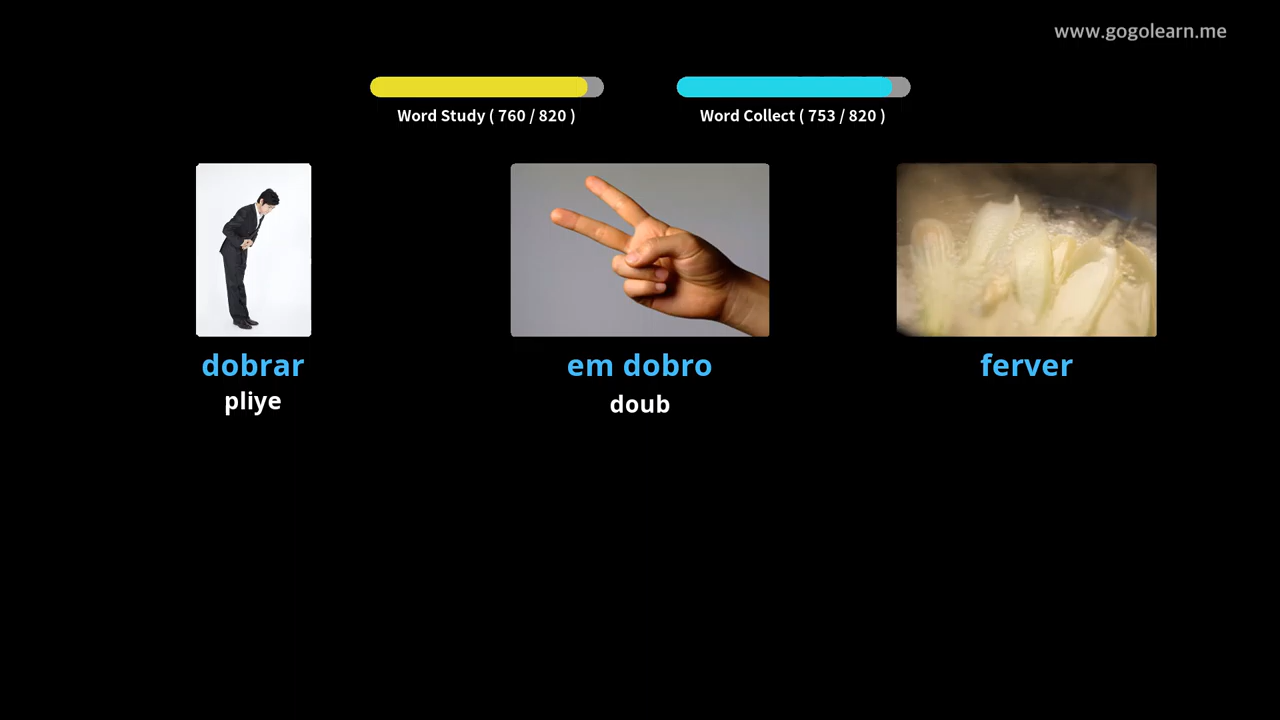 www.gogolearn.me
Word Study ( 760 / 820 )
Word Collect ( 753 / 820 )
dobrar
pliye
em dobro
doub
ferver